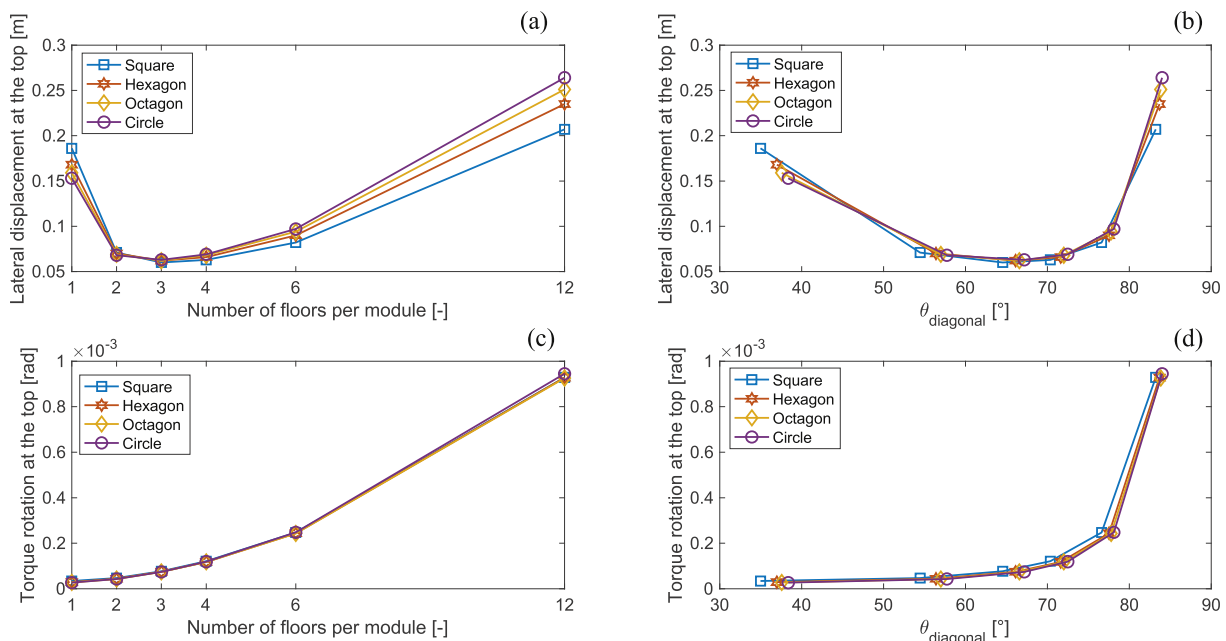 (a)
Lateral displacement at the top [m]
0.3
0.25
0.2
0.15
0.1
0.05
Square
Hexagon
Octagon
Circle
1 2 3 4 6 12
Number of floors per module [-]
(b)
Lateral displacement at the top [m]
0.3
0.25
0.2
0.15
0.1
0.05
Square
Hexagon
Octagon
Circle
30 40 50 60 70 80 90
θdiagonal [°]
(c)
×10-3
Torque rotation at the top [rad]
1
0.8
0.6
0.4
0.2
0
Square
Hexagon
Octagon
Circle
1 2 3 4 6 12
Number of floors per module [-]
(d)
×10-3
Torque rotation at the top [rad]
1
0.8
0.6
0.4
0.2
0
Square
Hexagon
Octagon
Circle
30 40 50 60 70 80 90
θdiagonal [°]